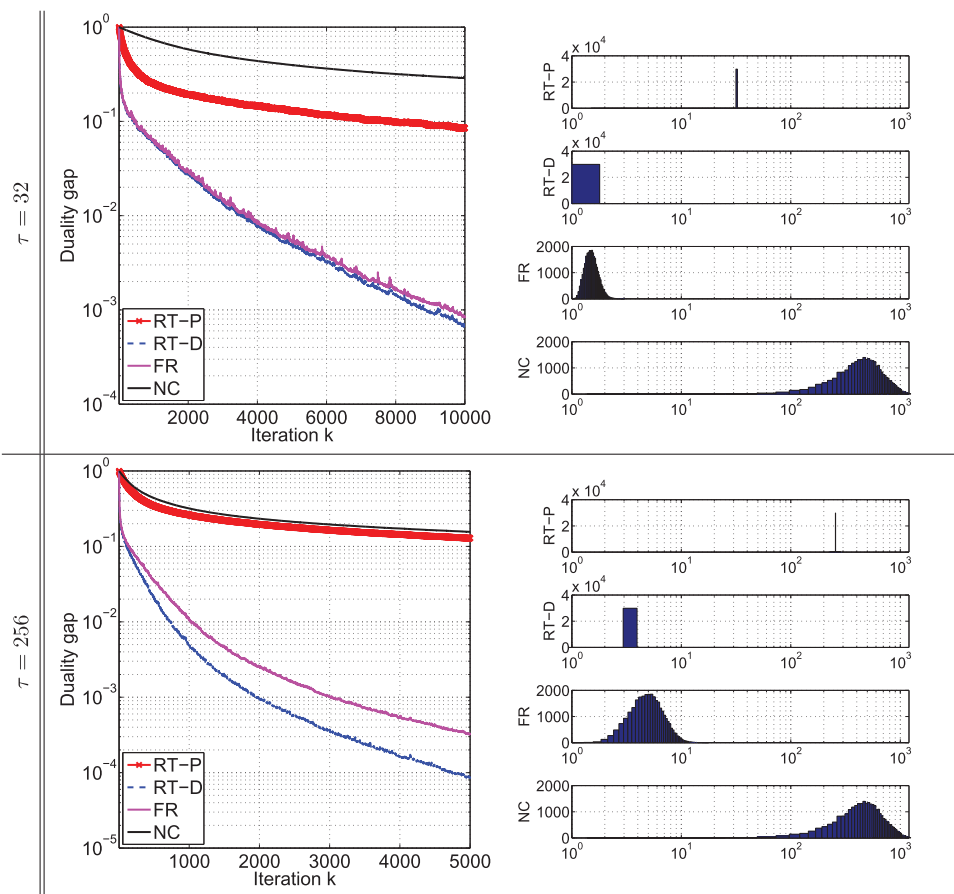 τ = 32
Duality gap
10^0
10^-1
10^-2
10^-3
10^-4
2000 4000 6000 8000 10000
Iteration k
RT-P
RT-D
FR
NC
x 10^4
RT-P
4
2
0
10^0 10^1 10^2 10^3
x 10^4
RT-D
4
2
0
10^0 10^1 10^2 10^3
FR
2000
1000
0
10^0 10^1 10^2 10^3
NC
2000
1000
0
10^0 10^1 10^2 10^3
τ = 256
Duality gap
10^0
10^-1
10^-2
10^-3
10^-4
10^-5
1000 2000 3000 4000 5000
Iteration k
RT-P
RT-D
FR
NC
x 10^4
RT-P
4
2
0
10^0 10^1 10^2 10^3
x 10^4
RT-D
4
2
0
10^0 10^1 10^2 10^3
FR
2000
1000
0
10^0 10^1 10^2 10^3
NC
2000
1000
0
10^0 10^1 10^2 10^3